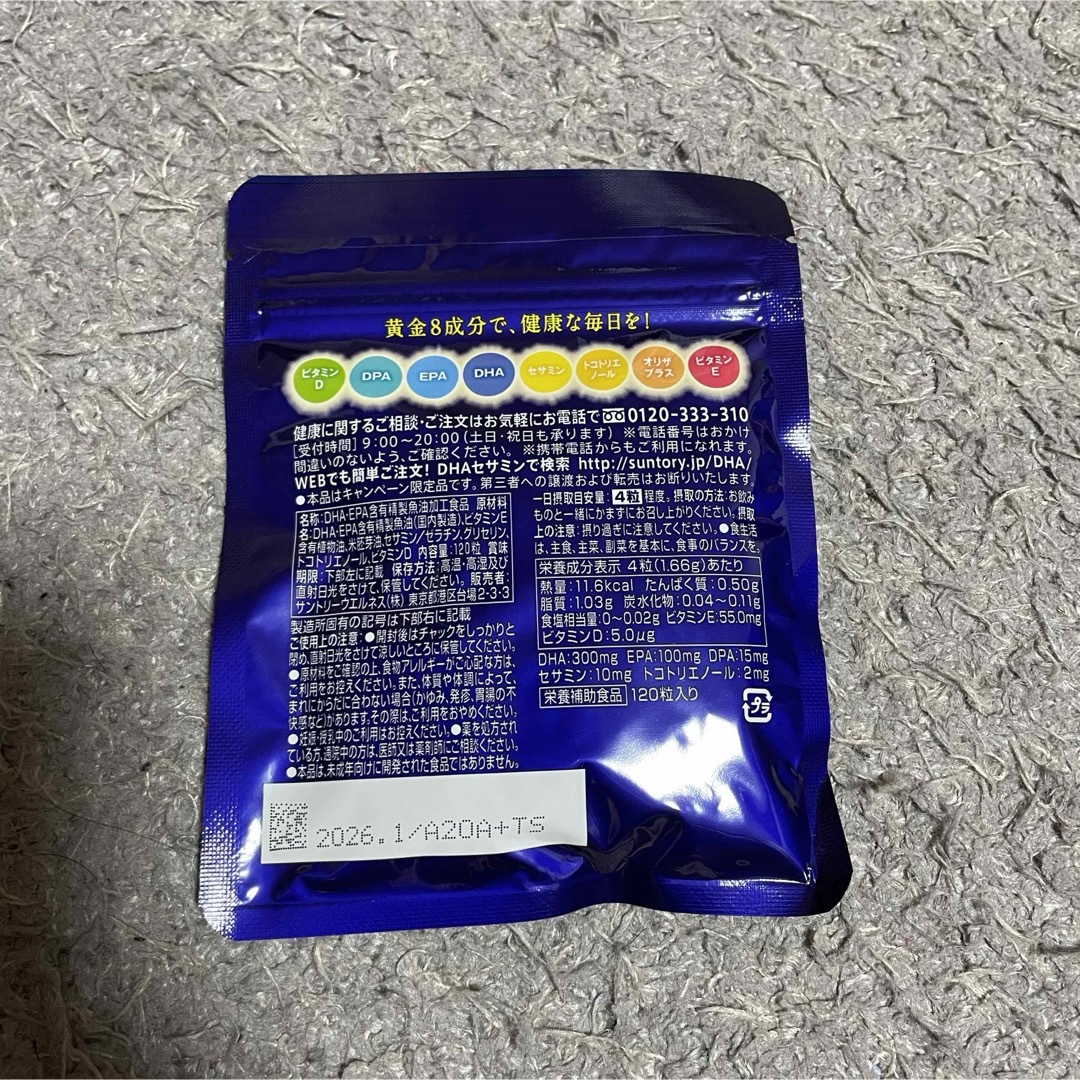 黄金8成分で、健康な毎日を!
ビタミン
D
DPA
EPA
DHA
セサミン
トコトリエ
ノール
オリザ
プラス
ビタミン
E
健康に関するご相談・ご注文はお気軽にお電話で 0120-333-310
[受付時間] 9:00〜20:00 (土日・祝日も承ります) ※電話番号はおかけ
間違いのないよう、ご確認ください。 ※携帯電話からもご利用になれます。
WEBでも簡単ご注文! DHAセサミンで検索 http://suntory.jp/DHA/
●本品はキャンペーン限定品です。第三者への譲渡および転売はお断りいたします。
名称:DHA・EPA含有精製魚油加工食品 原材料
名:DHA・EPA含有精製魚油(国内製造)、ビタミンE
含有植物油、米胚芽油、セサミン/ゼラチン、グリセリン、
トコトリエノール、ビタミンD 内容量:120粒 賞味
期限:下部左に記載 保存方法:高温・高湿及び
直射日光をさけて、保管してください。 販売者:
サントリーウエルネス(株) 東京都港区台場2-3-3
製造所固有の記号は下部右に記載
ご使用上の注意:●開封後はチャックをしっかりと
閉め、直射日光をさけて涼しいところに保管してください。
●原材料をご確認の上、食物アレルギーがご心配な方は、
ご利用をお控えください。また、体質や体調によって、
まれにからだに合わない場合(かゆみ、発疹、胃腸の不
快感など)があります。その際は、ご利用をおやめください。
●妊娠・授乳中のご利用はお控えください。●薬を処方され
ている方、通院中の方は、医師又は薬剤師にご相談ください。
●本品は、未成年向けに開発された食品ではありません。
一日摂取目安量:4粒程度。摂取の方法:お飲み
ものと一緒にかまずにお召し上がりください。摂取
上の注意:摂り過ぎに注意してください。●食生活
は、主食、主菜、副菜を基本に、食事のバランスを。
栄養成分表示 4粒(1.66g)あたり
熱量:11.6kcal たんぱく質:0.50g
脂質:1.03g 炭水化物:0.04〜0.11g
食塩相当量:0〜0.02g ビタミンE:55.0mg
ビタミンD:5.0μg
DHA:300mg EPA:100mg DPA:15mg
セサミン:10mg トコトリエノール:2mg
栄養補助食品 120粒入り
プラ
2026.1/A20A+TS